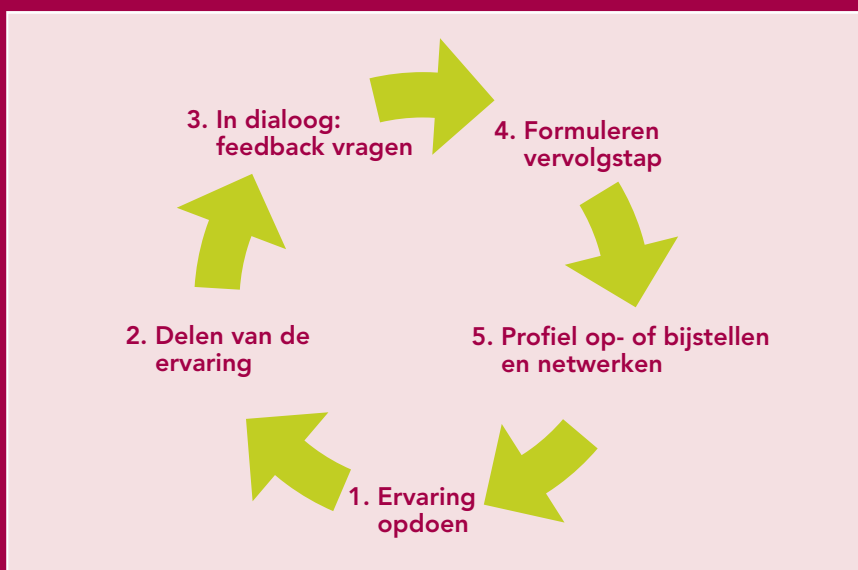 3. In dialoog:
feedback vragen
4. Formuleren
vervolgstap
2. Delen van de
ervaring
5. Profiel op- of bijstellen
en netwerken
1. Ervaring
opdoen